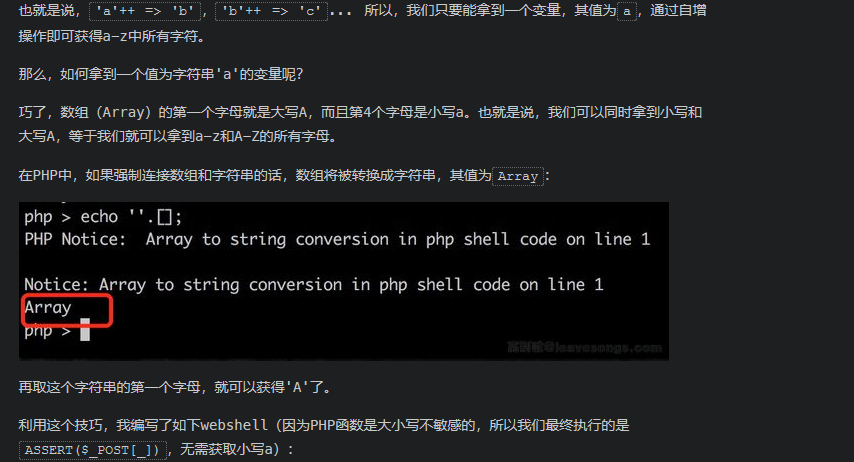 也就是说，'a'++ => 'b'，'b'++ => 'c'... 所以，我们只要能拿到一个变量，其值为a，通过自增
操作即可获得a-z中所有字符。
那么，如何拿到一个值为字符串'a'的变量呢?
巧了，数组（Array）的第一个字母就是大写A，而且第4个字母是小写a。也就是说，我们可以同时拿到小写和
大写A，等于我们就可以拿到a-z和A-Z的所有字母。
在PHP中，如果强制连接数组和字符串的话，数组将被转换成字符串，其值为Array：
php > echo ''.[];
PHP Notice:  Array to string conversion in php shell code on line 1
Notice: Array to string conversion in php shell code on line 1
Array
php >
@leavesongs.com
再取这个字符串的第一个字母，就可以获得'A'了。
利用这个技巧，我编写了如下webshell（因为PHP函数是大小写不敏感的，所以我们最终执行的是
ASSERT($_POST[_])，无需获取小写a）：